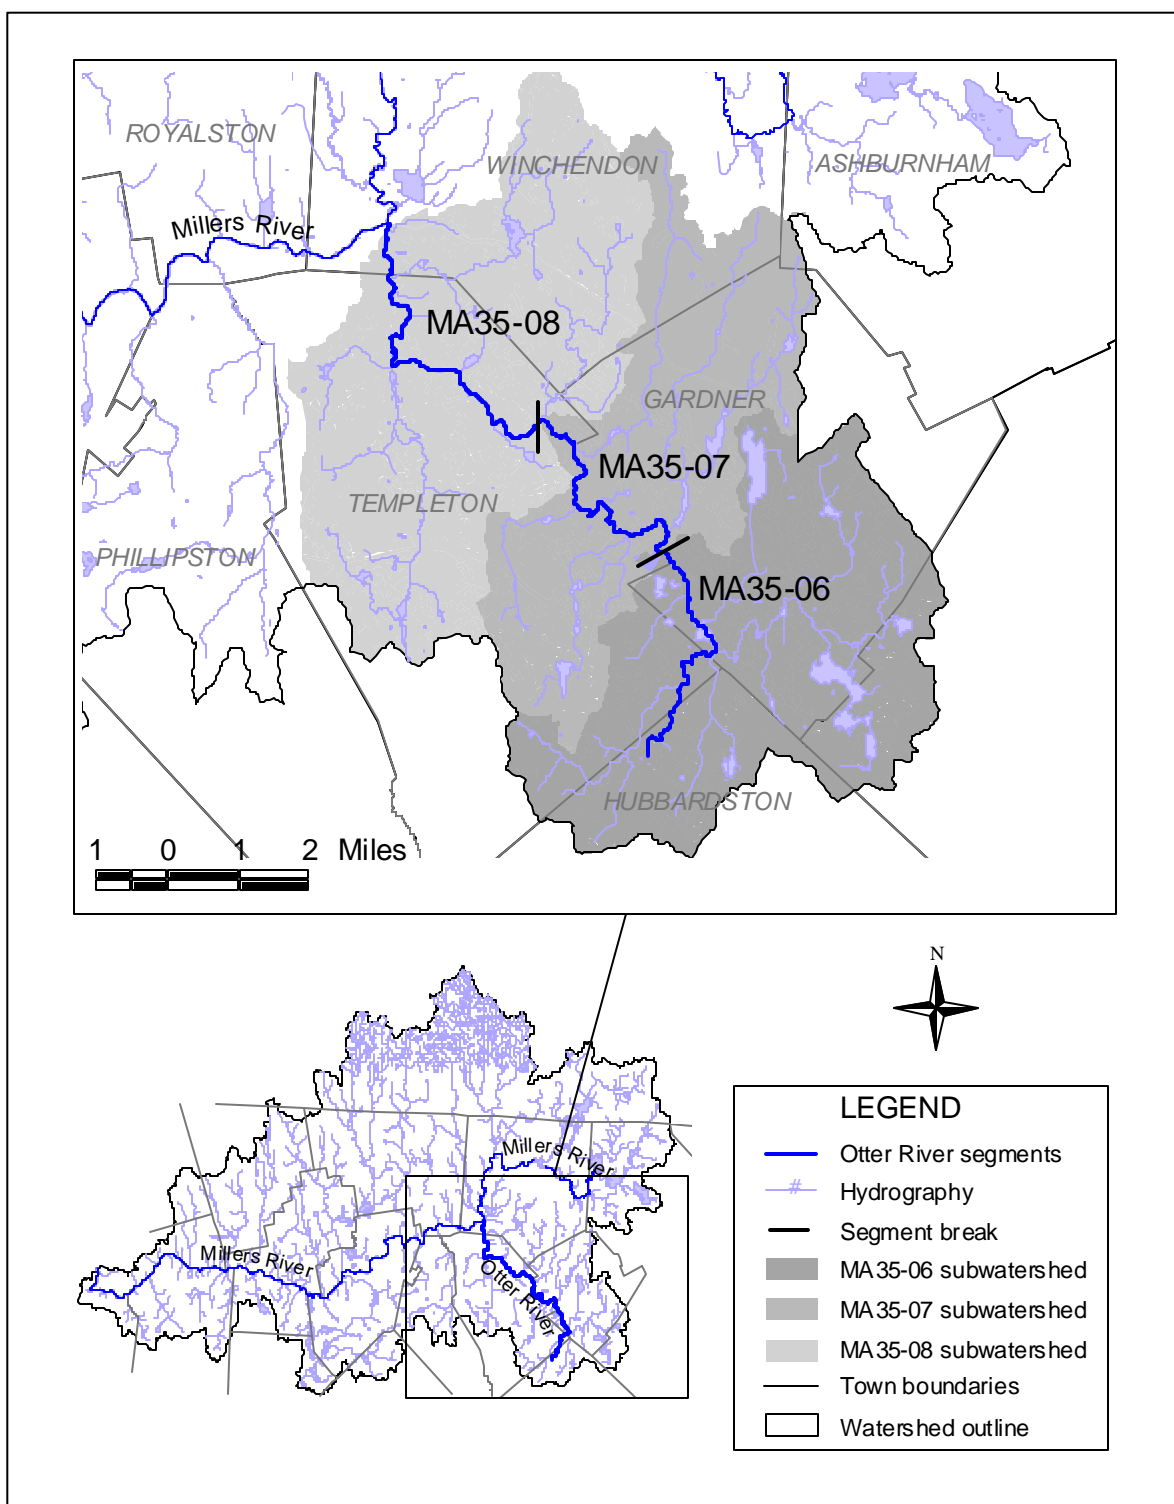 ROYALSTON
WINCHENDON
ASHBURNHAM
Millers River
MA35-08
GARDNER
MA35-07
TEMPLETON
PHILLIPSTON
MA35-06
HUBBARDSTON
1 0 1 2 Miles
N
LEGEND
Otter River segments
# Hydrography
Segment break
MA35-06 subwatershed
MA35-07 subwatershed
MA35-08 subwatershed
Town boundaries
Watershed outline
Millers River
Millers River
Otter River